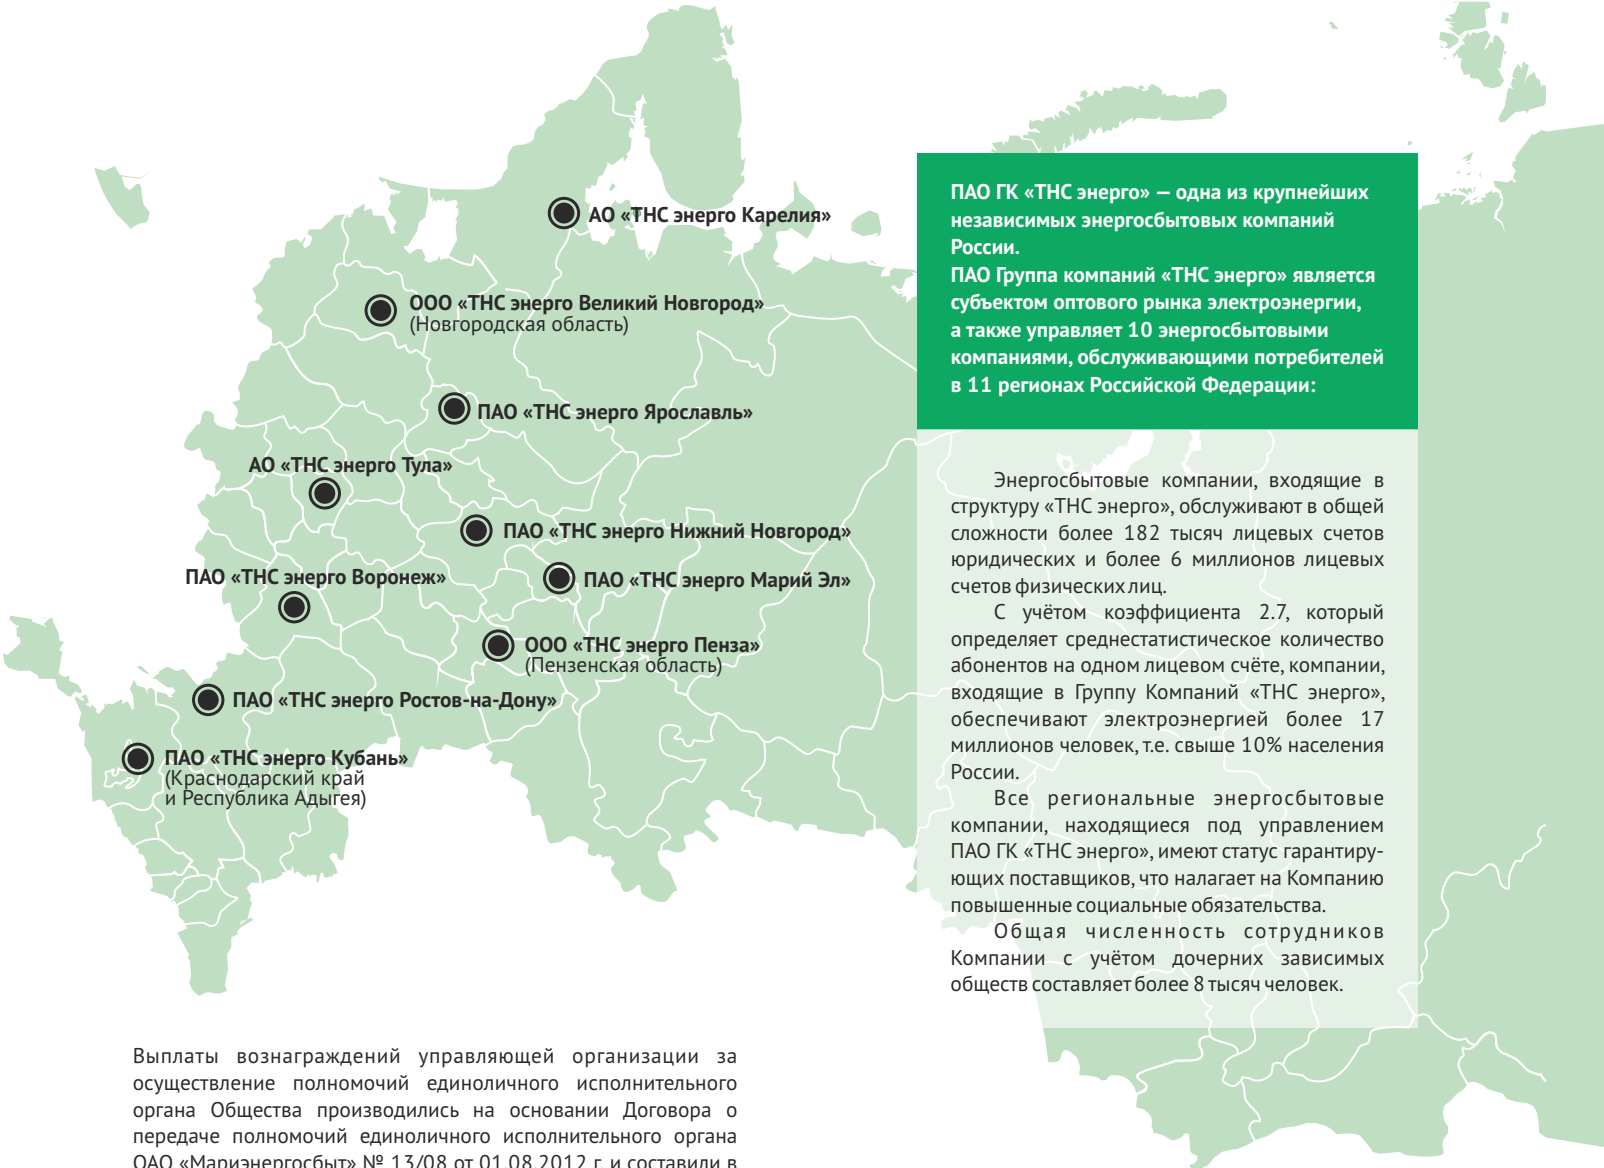 АО «ТНС энерго Карелия»
ООО «ТНС энерго Великий Новгород»
(Новгородская область)
ПАО «ТНС энерго Ярославль»
АО «ТНС энерго Тула»
ПАО «ТНС энерго Нижний Новгород»
ПАО «ТНС энерго Воронеж»
ПАО «ТНС энерго Марий Эл»
ООО «ТНС энерго Пенза»
(Пензенская область)
ПАО «ТНС энерго Ростов-на-Дону»
ПАО «ТНС энерго Кубань»
(Краснодарский край
и Республика Адыгея)
ПАО ГК «ТНС энерго» — одна из крупнейших
независимых энергосбытовых компаний
России.
ПАО Группа компаний «ТНС энерго» является
субъектом оптового рынка электроэнергии,
а также управляет 10 энергосбытовыми
компаниями, обслуживающими потребителей
в 11 регионах Российской Федерации:
Энергосбытовые компании, входящие в
структуру «ТНС энерго», обслуживают в общей
сложности более 182 тысяч лицевых счетов
юридических и более 6 миллионов лицевых
счетов физических лиц.
С учётом коэффициента 2.7, который
определяет среднестатистическое количество
абонентов на одном лицевом счёте, компании,
входящие в Группу Компаний «ТНС энерго»,
обеспечивают электроэнергией более 17
миллионов человек, т.е. свыше 10% населения
России.
Все региональные энергосбытовые
компании, находящиеся под управлением
ПАО ГК «ТНС энерго», имеют статус гарантиру-
ющих поставщиков, что налагает на Компанию
повышенные социальные обязательства.
Общая численность сотрудников
Компании с учётом дочерних зависимых
обществ составляет более 8 тысяч человек.
Выплаты вознаграждений управляющей организации за
осуществление полномочий единоличного исполнительного
органа Общества производились на основании Договора о
передаче полномочий единоличного исполнительного органа
ОАО «Мариэнергосбыт» № 13/08 от 01.08.2012 г. и составили в